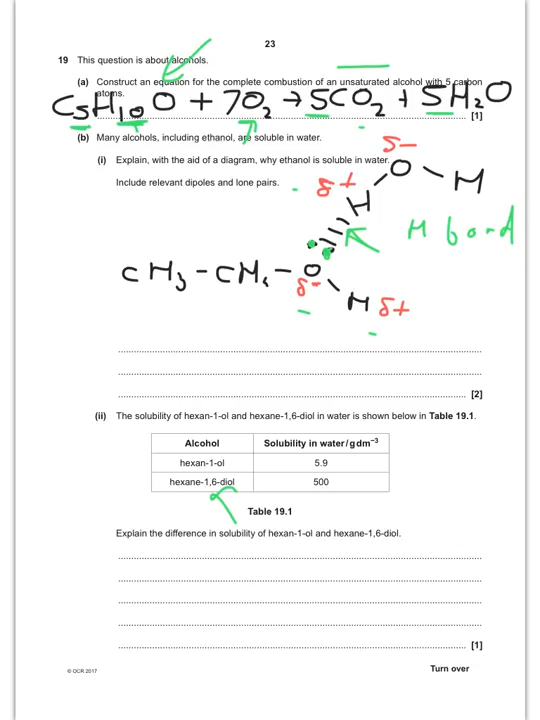 23
19 This question is about alcohols.
(a) Construct an equation for the complete combustion of an unsaturated alcohol with 5 carbon
atoms.
C5H10O + 7O2 → 5CO2 + 5H2O
[1]
(b) Many alcohols, including ethanol, are soluble in water.
(i) Explain, with the aid of a diagram, why ethanol is soluble in water.
Include relevant dipoles and lone pairs.
δ−
O – H
δ+
H
H bond
CH3 – CH2 – O
δ−
H δ+
[2]
(ii) The solubility of hexan-1-ol and hexane-1,6-diol in water is shown below in Table 19.1.
Alcohol Solubility in water/g dm−3
hexan-1-ol 5.9
hexane-1,6-diol 500
Table 19.1
Explain the difference in solubility of hexan-1-ol and hexane-1,6-diol.
[1]
© OCR 2017 Turn over